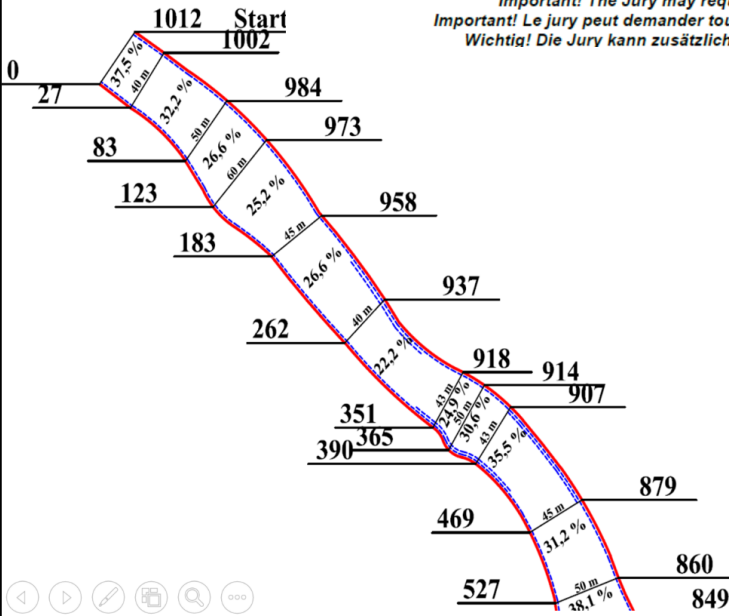 Important! The Jury may requ
Important! Le jury peut demander tou
Wichtig! Die Jury kann zusätzlich
1012 Start
1002
0
37,5 %
40 m
27
32,2 %
984
50 m
26,6 %
973
83
60 m
25,2 %
123
958
45 m
183
26,6 %
937
40 m
262
22,2 %
918
914
43 m
24,9 %
907
50 m
30,6 %
351
43 m
365
35,5 %
390
879
45 m
469
31,2 %
860
50 m
527
38,1 %
849